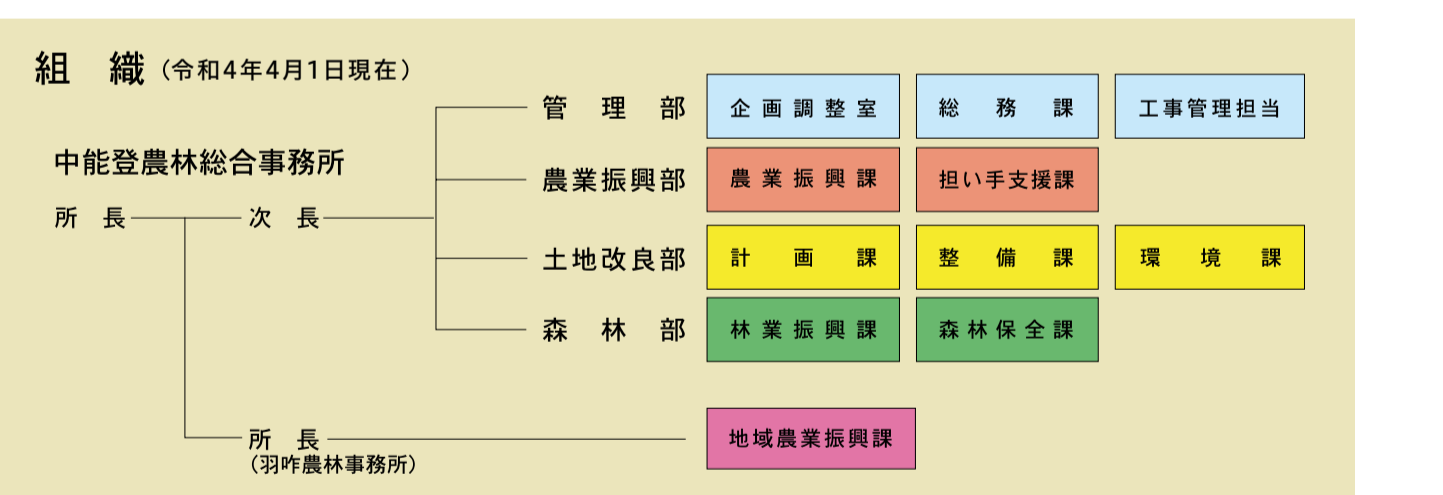 組 織（令和4年4月1日現在）
中能登農林総合事務所
所 長
次 長
管 理 部
企画調整室
総 務 課
工事管理担当
農業振興部
農業振興課
担い手支援課
土地改良部
計 画 課
整 備 課
環 境 課
森 林 部
林業振興課
森林保全課
所 長
（羽咋農林事務所）
地域農業振興課